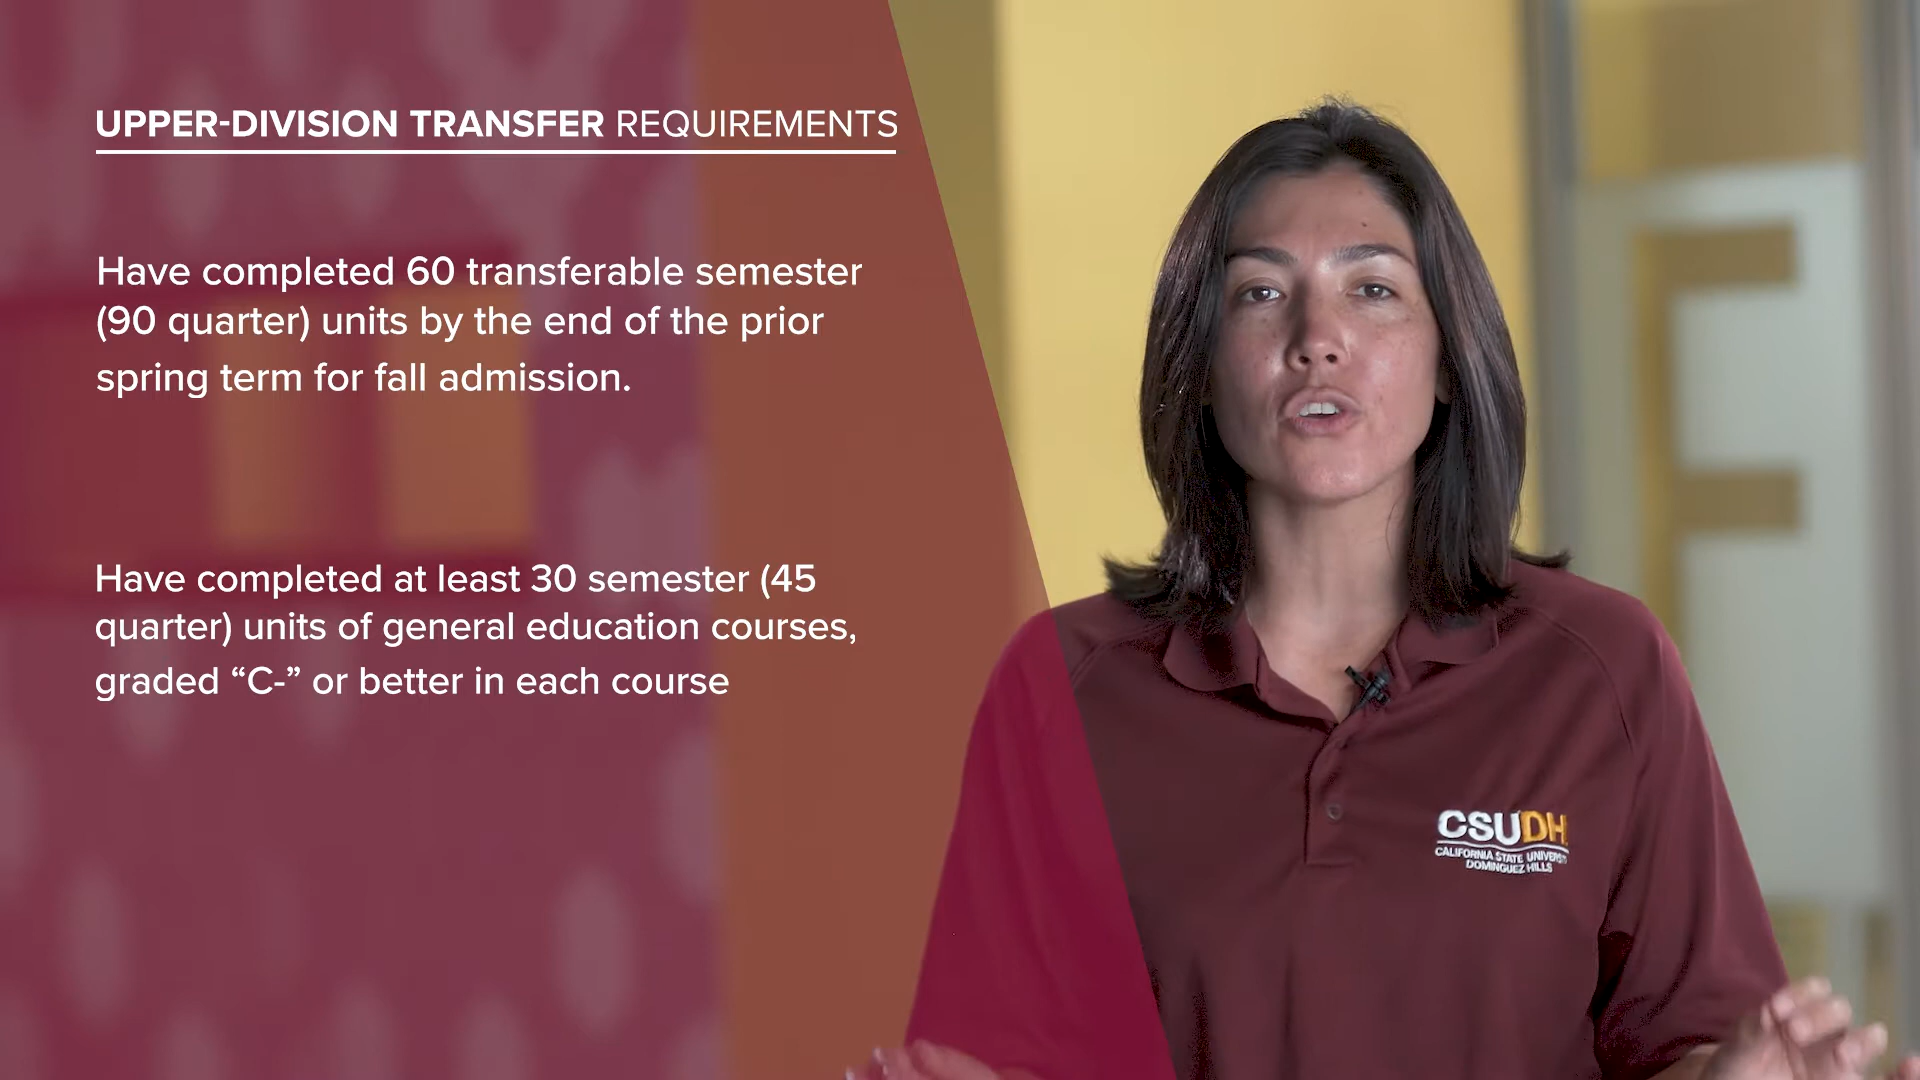 UPPER-DIVISION TRANSFER REQUIREMENTS
Have completed 60 transferable semester
(90 quarter) units by the end of the prior
spring term for fall admission.
Have completed at least 30 semester (45
quarter) units of general education courses,
graded “C-” or better in each course
CSUDH
CALIFORNIA STATE UNIVERSITY
DOMINGUEZ HILLS